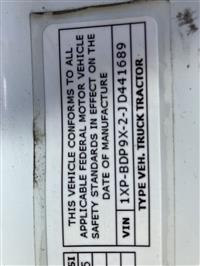 THIS VEHICLE CONFORMS TO ALL
APPLICABLE FEDERAL MOTOR VEHICLE
SAFETY STANDARDS IN EFFECT ON THE
DATE OF MANUFACTURE
VIN 1XP-BDP9X-2-JD441689
TYPE VEH. TRUCK TRACTOR